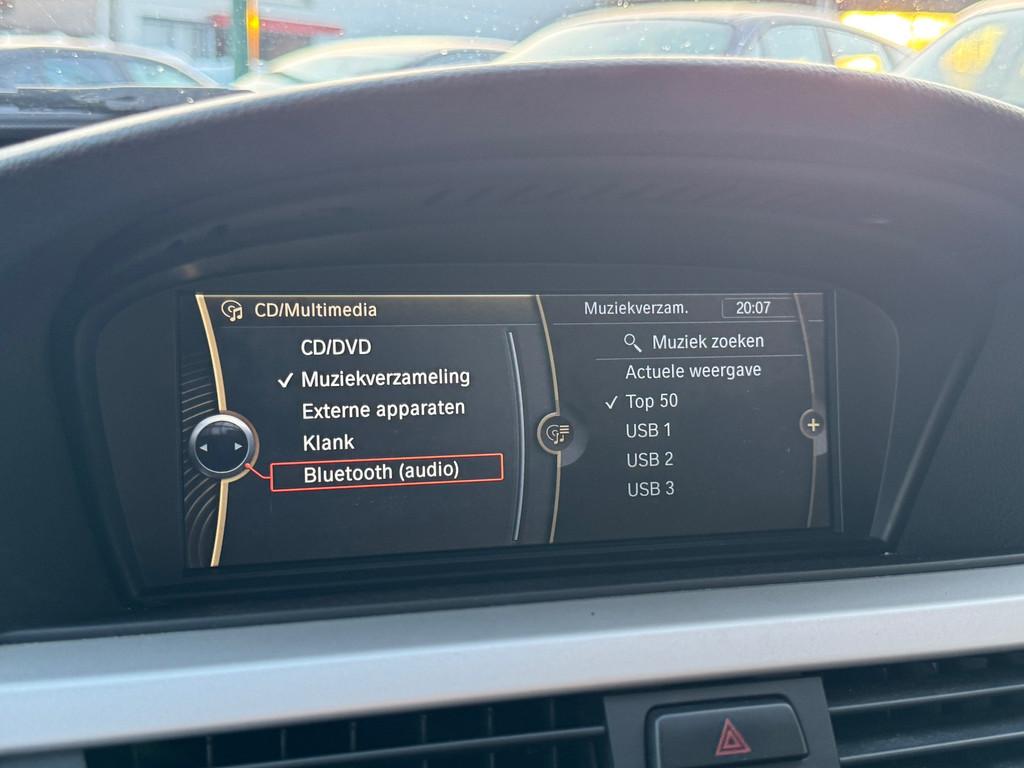 CD/Multimedia
CD/DVD
Muziekverzameling
Externe apparaten
Klank
Bluetooth (audio)
Muziekverzam. 20:07
Muziek zoeken
Actuele weergave
Top 50
USB 1
USB 2
USB 3